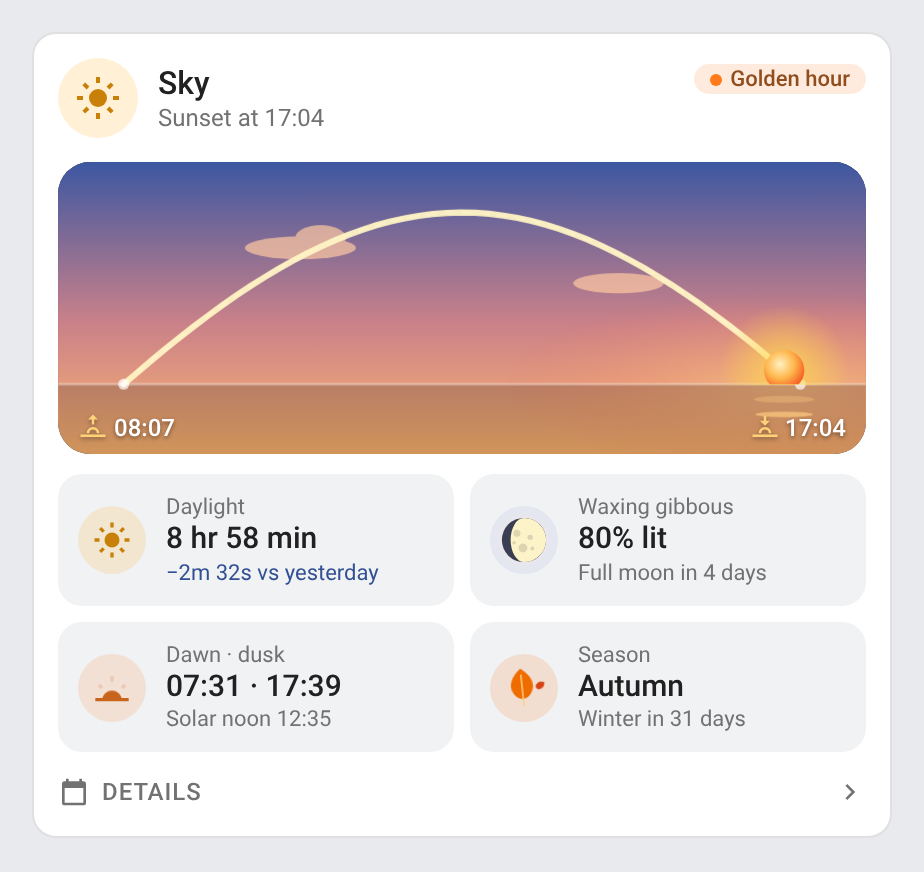 Sky
Sunset at 17:04
Golden hour
08:07
17:04
Daylight
8 hr 58 min
−2m 32s vs yesterday
Waxing gibbous
80% lit
Full moon in 4 days
Dawn · dusk
07:31 · 17:39
Solar noon 12:35
Season
Autumn
Winter in 31 days
DETAILS